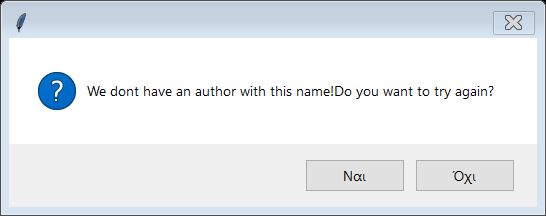 We dont have an author with this name!Do you want to try again?
Ναι
Όχι